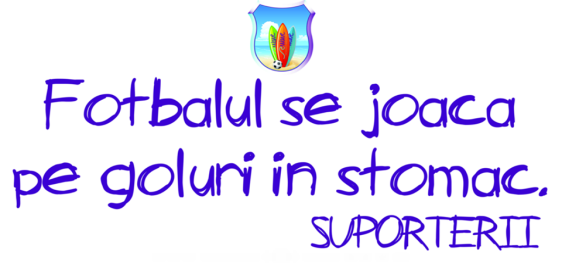 Fotbalul se joaca
pe goluri in stomac.
SUPORTERII